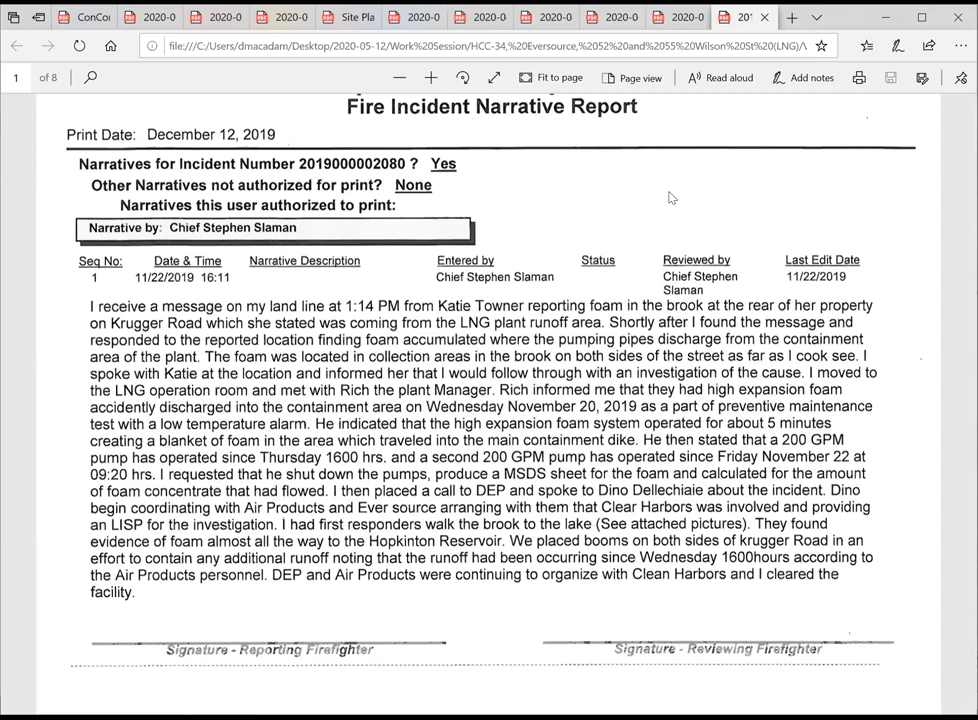 ConCo
2020-0
2020-0
2020-0
Site Pla
2020-0
2020-0
2020-0
2020-0
2020-0
201
file:///C:/Users/dmacadam/Desktop/2020-05-12/Work%20Session/HCC-34,%20Eversource,%2052%20and%2055%20Wilson%20St%20(LNG)/V
1 of 8
Fit to page
Page view
Read aloud
Add notes
Fire Incident Narrative Report
Print Date: December 12, 2019
Narratives for Incident Number 2019000002080 ? Yes
Other Narratives not authorized for print? None
Narratives this user authorized to print:
Narrative by: Chief Stephen Slaman
Seq No: Date & Time Narrative Description Entered by Status Reviewed by Last Edit Date
1 11/22/2019 16:11 Chief Stephen Slaman Chief Stephen 11/22/2019
Slaman
I receive a message on my land line at 1:14 PM from Katie Towner reporting foam in the brook at the rear of her property
on Krugger Road which she stated was coming from the LNG plant runoff area. Shortly after I found the message and
responded to the reported location finding foam accumulated where the pumping pipes discharge from the containment
area of the plant. The foam was located in collection areas in the brook on both sides of the street as far as I cook see. I
spoke with Katie at the location and informed her that I would follow through with an investigation of the cause. I moved to
the LNG operation room and met with Rich the plant Manager. Rich informed me that they had high expansion foam
accidently discharged into the containment area on Wednesday November 20, 2019 as a part of preventive maintenance
test with a low temperature alarm. He indicated that the high expansion foam system operated for about 5 minutes
creating a blanket of foam in the area which traveled into the main containment dike. He then stated that a 200 GPM
pump has operated since Thursday 1600 hrs. and a second 200 GPM pump has operated since Friday November 22 at
09:20 hrs. I requested that he shut down the pumps, produce a MSDS sheet for the foam and calculated for the amount
of foam concentrate that had flowed. I then placed a call to DEP and spoke to Dino Dellechiaie about the incident. Dino
begin coordinating with Air Products and Ever source arranging with them that Clear Harbors was involved and providing
an LISP for the investigation. I had first responders walk the brook to the lake (See attached pictures). They found
evidence of foam almost all the way to the Hopkinton Reservoir. We placed booms on both sides of krugger Road in an
effort to contain any additional runoff noting that the runoff had been occurring since Wednesday 1600hours according to
the Air Products personnel. DEP and Air Products were continuing to organize with Clean Harbors and I cleared the
facility.
Signature - Reporting Firefighter Signature - Reviewing Firefighter